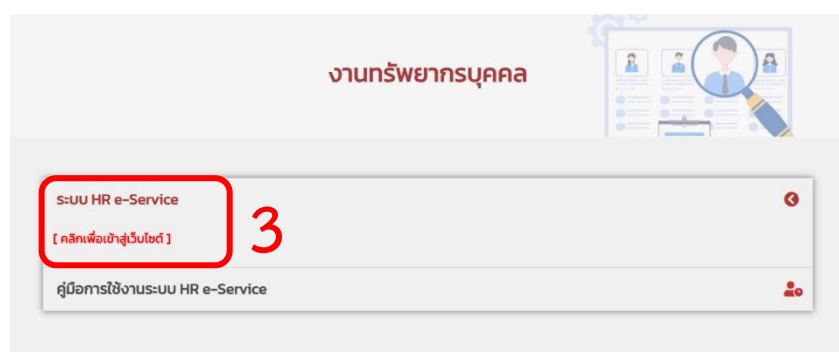 งานทรัพยากรบุคคล
ระบบ HR e-Service
[ คลิกเพื่อเข้าสู่เว็บไซต์ ]
3
คู่มือการใช้งานระบบ HR e-Service